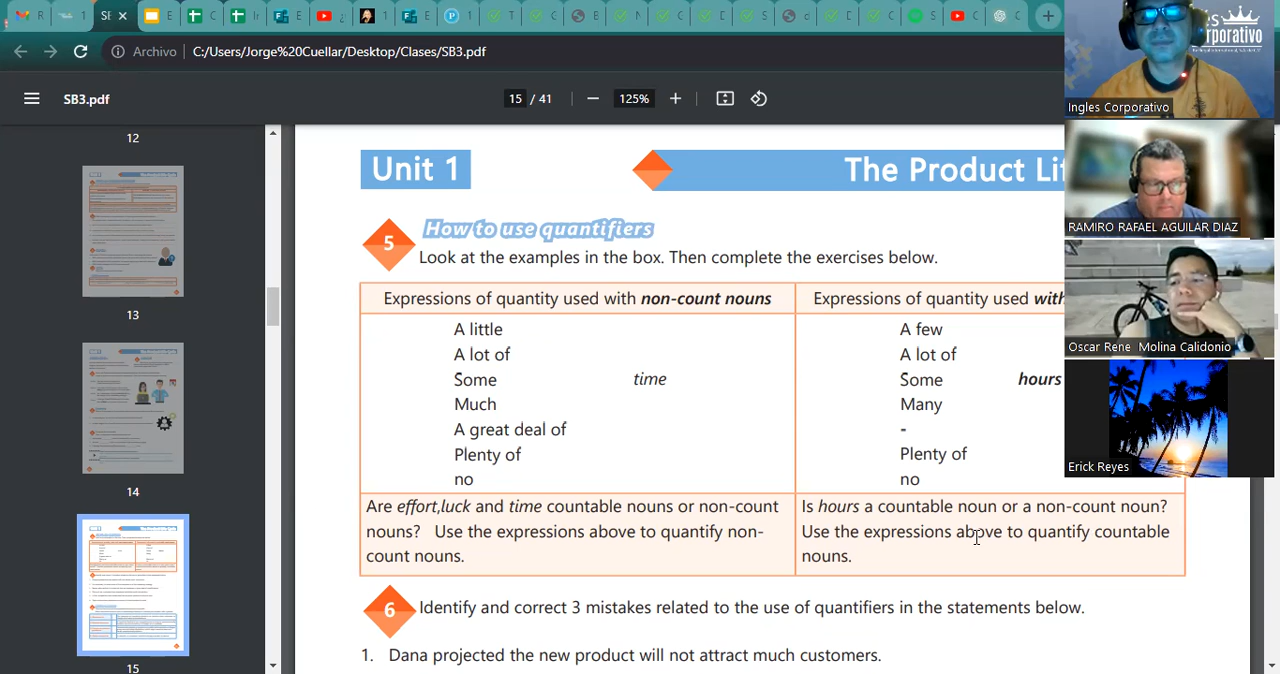 Archivo
C:/Users/Jorge%20Cuellar/Desktop/Clases/SB3.pdf
SB3.pdf
15 / 41
125%
rporativo
Ingles Corporativo
RAMIRO RAFAEL AGUILAR DIAZ
Oscar Rene Molina Calidonio
Erick Reyes
12
13
14
15
Unit 1
The Product Li
5
How to use quantifiers
Look at the examples in the box. Then complete the exercises below.
Expressions of quantity used with non-count nouns
Expressions of quantity used with
A little
A lot of
Some
time
Much
A great deal of
Plenty of
no
A few
A lot of
Some
hours
Many
-
Plenty of
no
Are effort,luck and time countable nouns or non-count
nouns? Use the expressions above to quantify non-
count nouns.
Is hours a countable noun or a non-count noun?
Use the expressions above to quantify countable
nouns.
6
Identify and correct 3 mistakes related to the use of quantifiers in the statements below.
1. Dana projected the new product will not attract much customers.